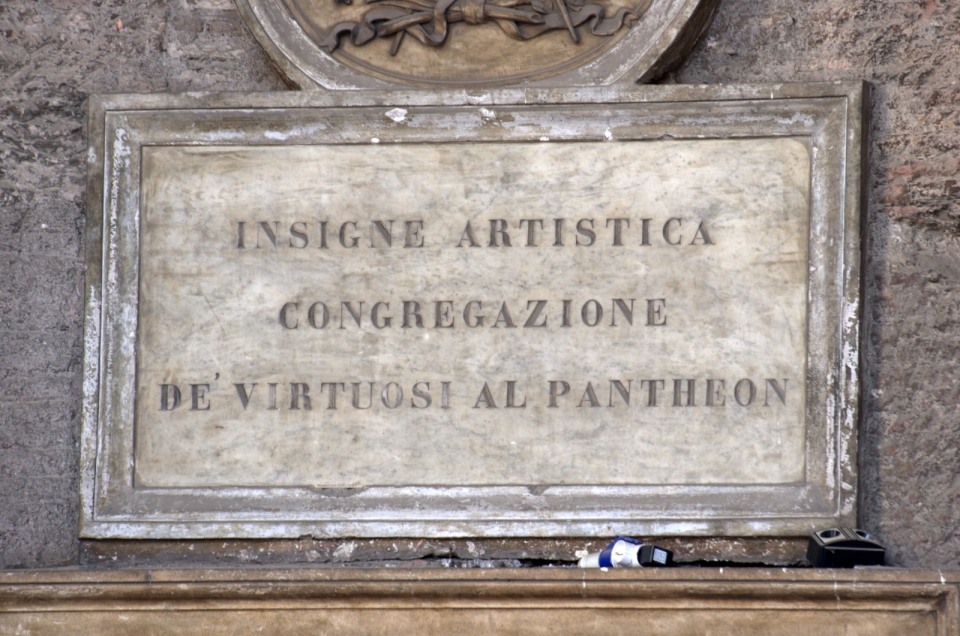 INSIGNE ARTISTICA
CONGREGAZIONE
DE' VIRTUOSI AL PANTHEON